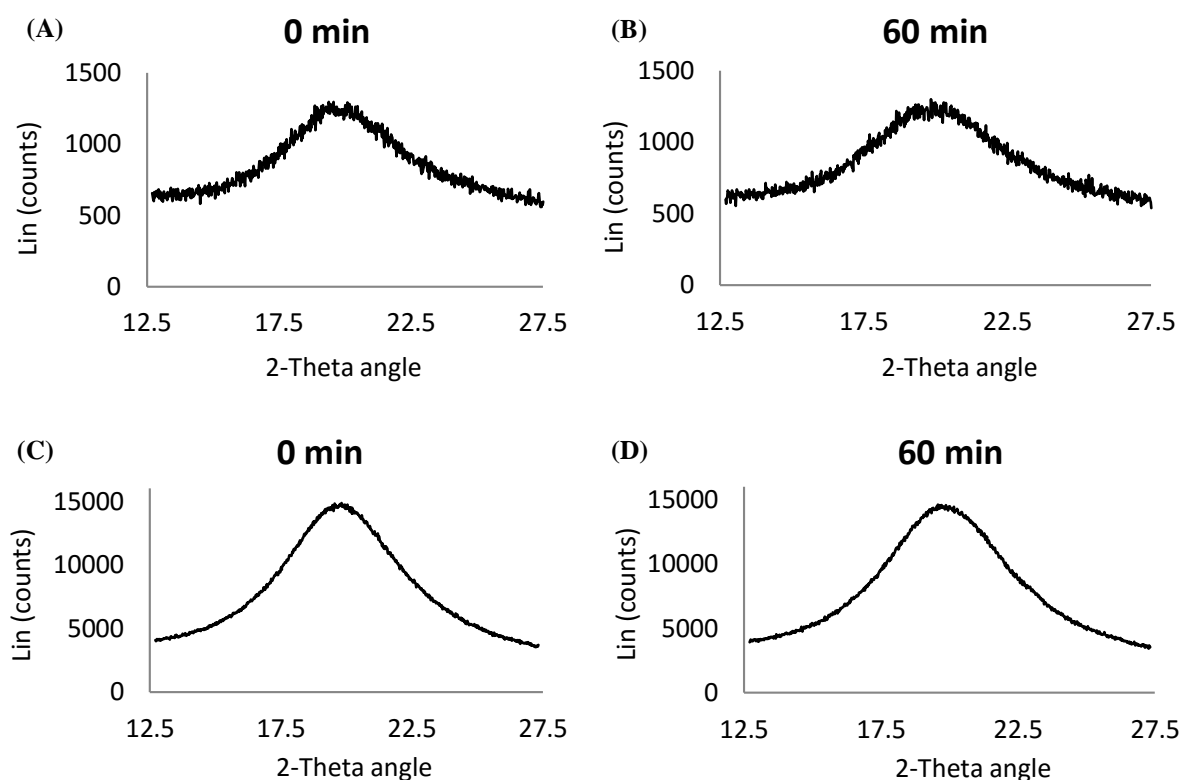 (A)
0 min
Lin (counts)
1500
1000
500
0
12.5 17.5 22.5 27.5
2-Theta angle
(B)
60 min
Lin (counts)
1500
1000
500
0
12.5 17.5 22.5 27.5
2-Theta angle
(C)
0 min
Lin (counts)
15000
10000
5000
0
12.5 17.5 22.5 27.5
2-Theta angle
(D)
60 min
Lin (counts)
15000
10000
5000
0
12.5 17.5 22.5 27.5
2-Theta angle